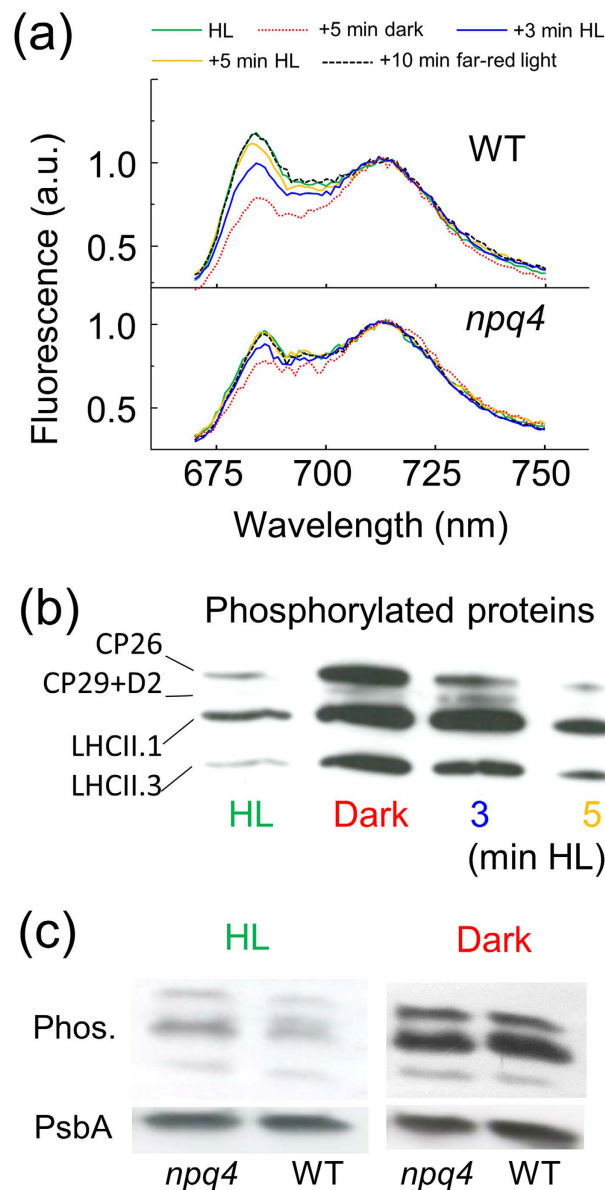 (a)
HL +5 min dark +3 min HL
+5 min HL +10 min far-red light
WT
1.0
0.5
npq4
1.0
0.5
Fluorescence (a.u.)
675 700 725 750
Wavelength (nm)
(b) Phosphorylated proteins
CP26
CP29+D2
LHCII.1
LHCII.3
HL Dark 3 5
(min HL)
(c)
HL Dark
Phos.
PsbA
npq4 WT npq4 WT